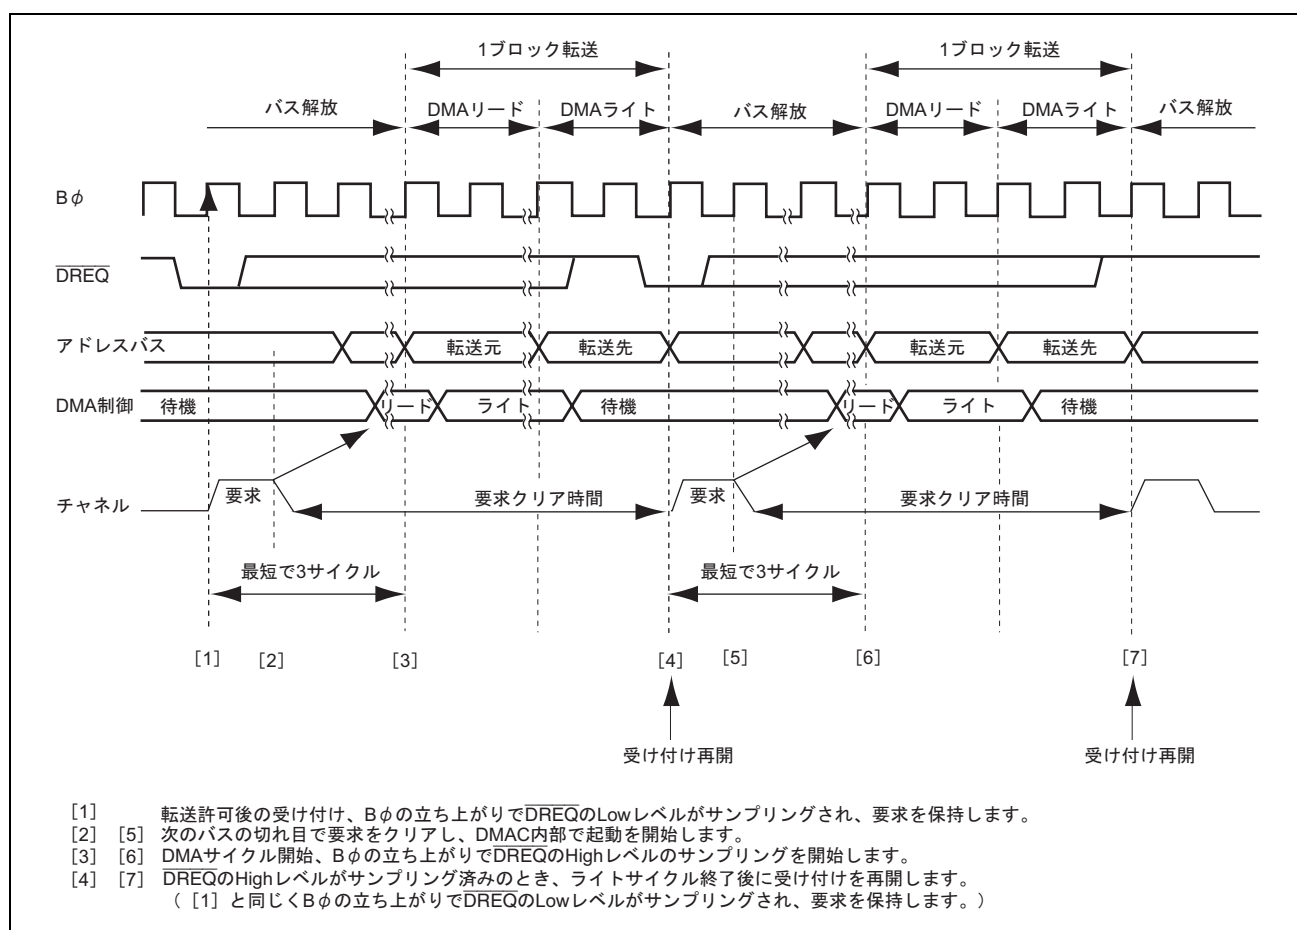 1ブロック転送 1ブロック転送
バス解放 DMAリード DMAライト バス解放 DMAリード DMAライト バス解放
Bφ
DREQ
アドレスバス 転送元 転送先 転送元 転送先
DMA制御 待機 リード ライト 待機 リード ライト 待機
チャネル 要求 要求クリア時間 要求 要求クリア時間
最短で3サイクル 最短で3サイクル
[1] [2] [3] [4] [5] [6] [7]
受け付け再開 受け付け再開
[1] 転送許可後の受け付け、Bφの立ち上がりでDREQのLowレベルがサンプリングされ、要求を保持します。
[2] [5] 次のバスの切れ目で要求をクリアし、DMAC内部で起動を開始します。
[3] [6] DMAサイクル開始、Bφの立ち上がりでDREQのHighレベルのサンプリングを開始します。
[4] [7] DREQのHighレベルがサンプリング済みのとき、ライトサイクル終了後に受け付けを再開します。
（[1]と同じくBφの立ち上がりでDREQのLowレベルがサンプリングされ、要求を保持します。）